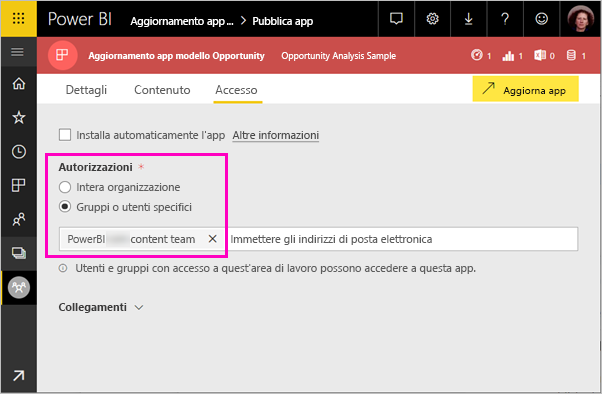 Power BI Aggiornamento app ... > Pubblica app
Aggiornamento app modello Opportunity Opportunity Analysis Sample 1 1 0 1
Dettagli Contenuto Accesso Aggiorna app
Installa automaticamente l'app Altre informazioni
Autorizzazioni *
Intera organizzazione
Gruppi o utenti specifici
PowerBI content team × Immettere gli indirizzi di posta elettronica
Utenti e gruppi con accesso a quest'area di lavoro possono accedere a questa app.
Collegamenti